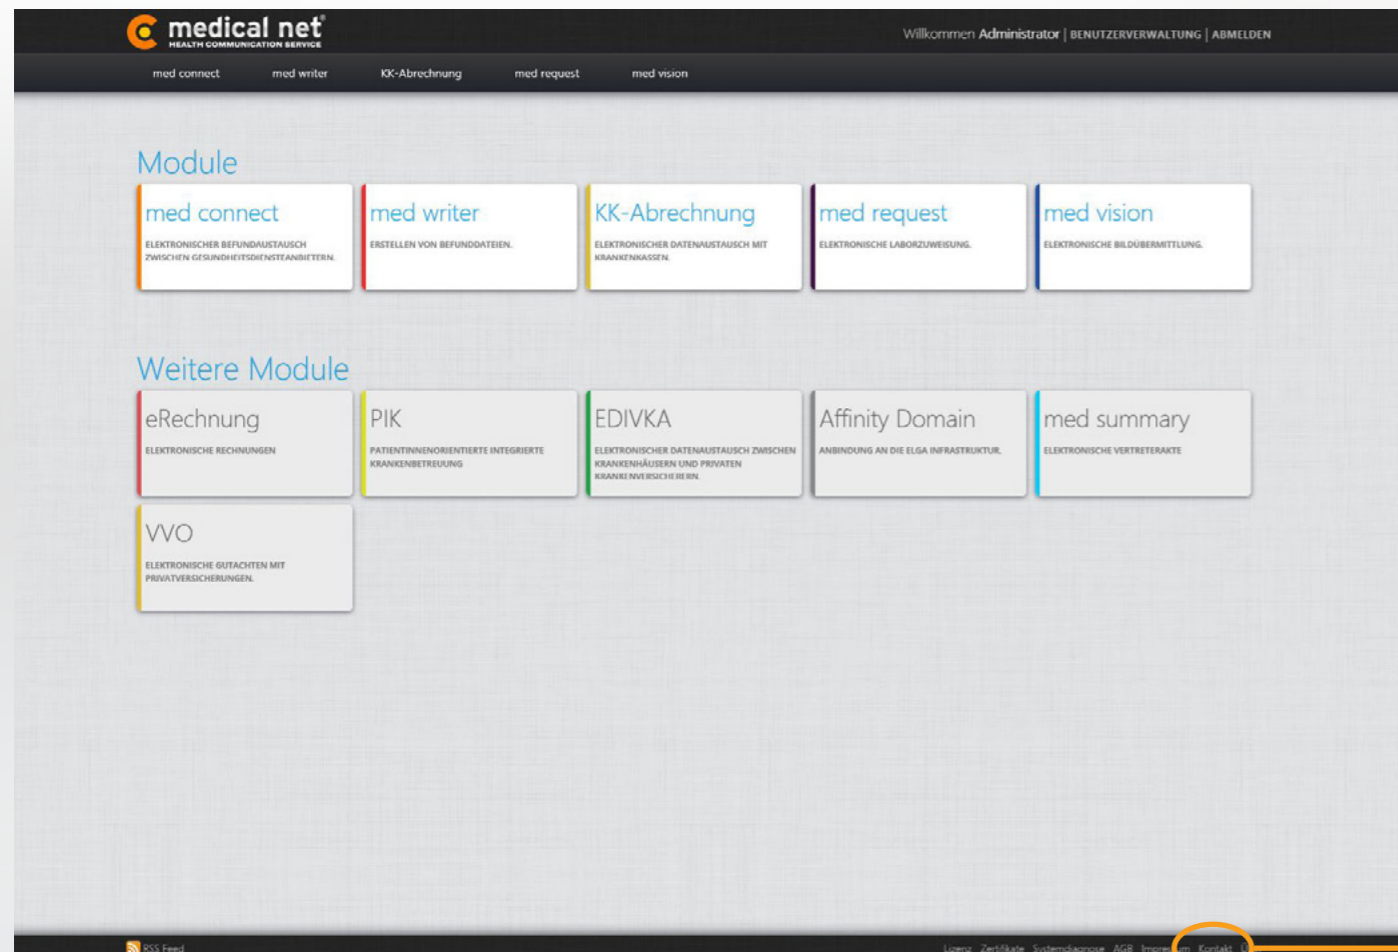 medical net®
HEALTH COMMUNICATION SERVICE
Willkommen Administrator | BENUTZERVERWALTUNG | ABMELDEN
med connect med writer KK-Abrechnung med request med vision
Module
med connect
ELEKTRONISCHER BEFUNDAUSTAUSCH
ZWISCHEN GESUNDHEITSDIENSTEANBIETERN.
med writer
ERSTELLEN VON BEFUNDDATEIEN.
KK-Abrechnung
ELEKTRONISCHER DATENAUSTAUSCH MIT
KRANKENKASSEN.
med request
ELEKTRONISCHE LABORZUWEISUNG.
med vision
ELEKTRONISCHE BILDÜBERMITTLUNG.
Weitere Module
eRechnung
ELEKTRONISCHE RECHNUNGEN
PIK
PATIENTINNENORIENTIERTE INTEGRIERTE
KRANKENBETREUUNG
EDIVKA
ELEKTRONISCHER DATENAUSTAUSCH ZWISCHEN
KRANKENHÄUSERN UND PRIVATEN
KRANKENVERSICHERERN.
Affinity Domain
ANBINDUNG AN DIE ELGA INFRASTRUKTUR.
med summary
ELEKTRONISCHE VERTRETERAKTE
VVO
ELEKTRONISCHE GUTACHTEN MIT
PRIVATVERSICHERUNGEN.
RSS Feed
Lizenz Zertifikate Systemdiagnose AGB Impressum Kontakt